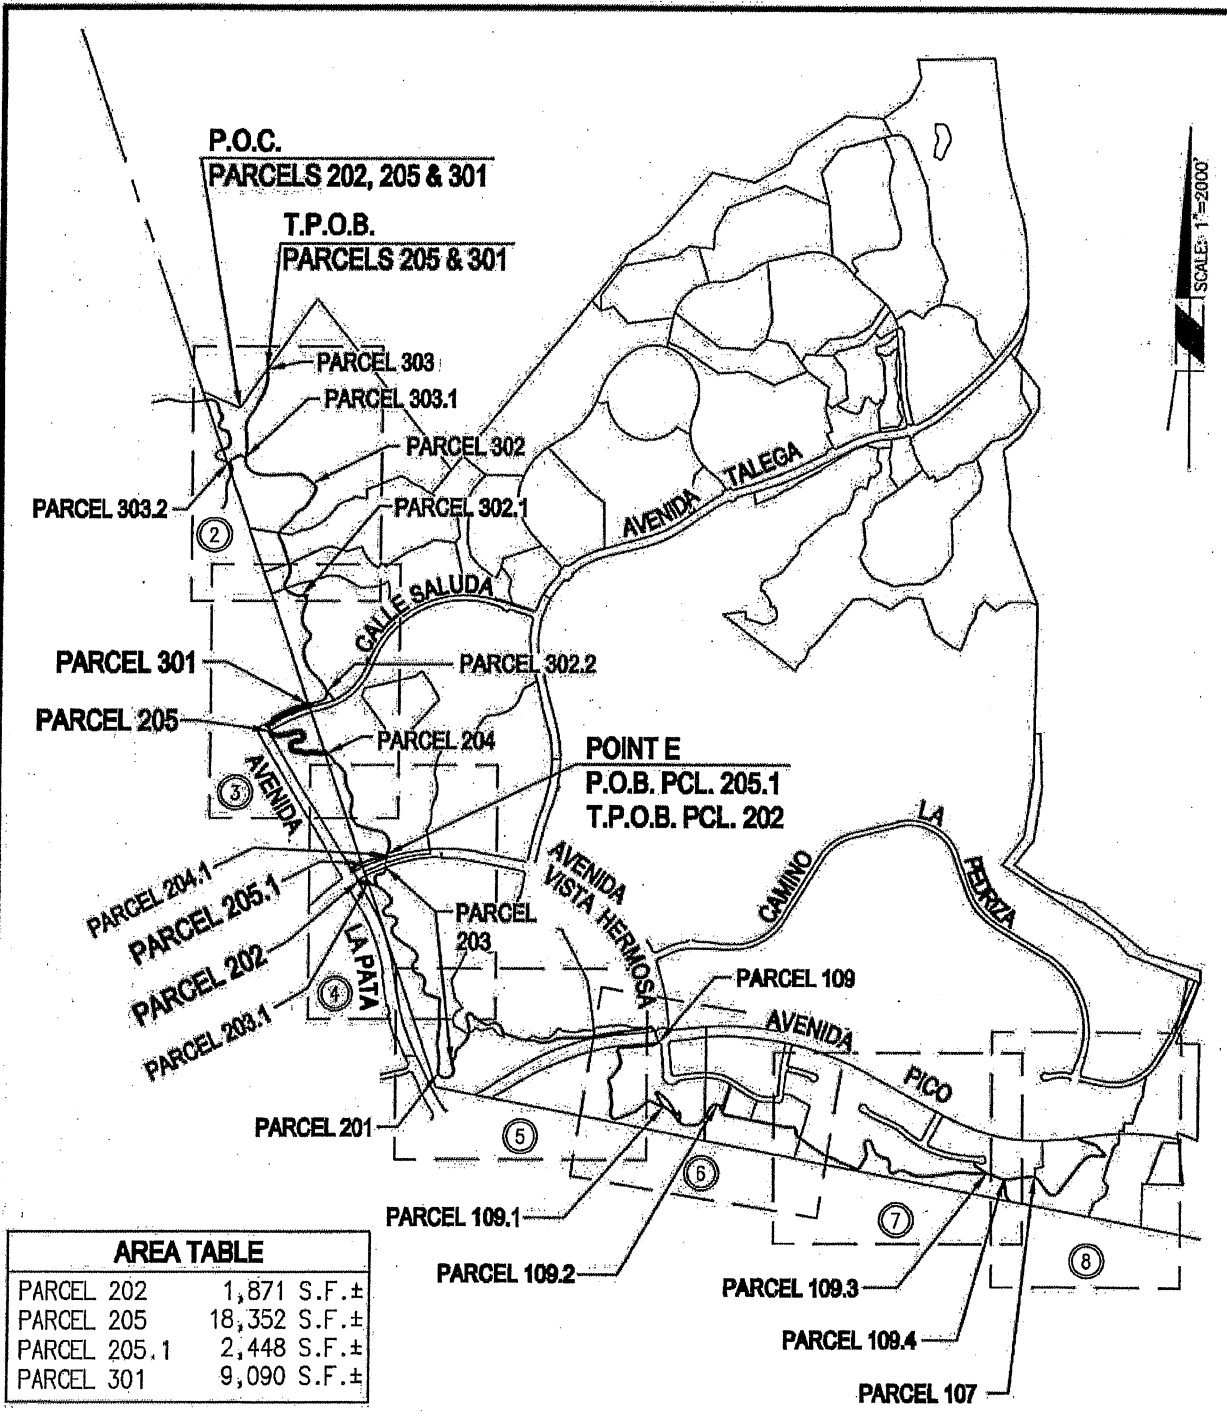 P.O.C.
PARCELS 202, 205 & 301
T.P.O.B.
PARCELS 205 & 301
SCALE: 1"=2000'
PARCEL 303
PARCEL 303.1
PARCEL 302
PARCEL 303.2
PARCEL 302.1
2
AVENIDA TALEGA
CALLE SALUDA
PARCEL 301
PARCEL 302.2
PARCEL 205
PARCEL 204
POINT E
P.O.B. PCL. 205.1
T.P.O.B. PCL. 202
3
AVENIDA
LA PATA
PARCEL 204.1
PARCEL 205.1
PARCEL 202
PARCEL 203.1
PARCEL
203
AVENIDA
VISTA HERMOSA
CAMINO LA PEDRIZA
4
PARCEL 109
AVENIDA PICO
PARCEL 201
5
6
7
8
PARCEL 109.1
PARCEL 109.2
PARCEL 109.3
PARCEL 109.4
PARCEL 107
AREA TABLE
PARCEL 202 1,871 S.F.±
PARCEL 205 18,352 S.F.±
PARCEL 205.1 2,448 S.F.±
PARCEL 301 9,090 S.F.±